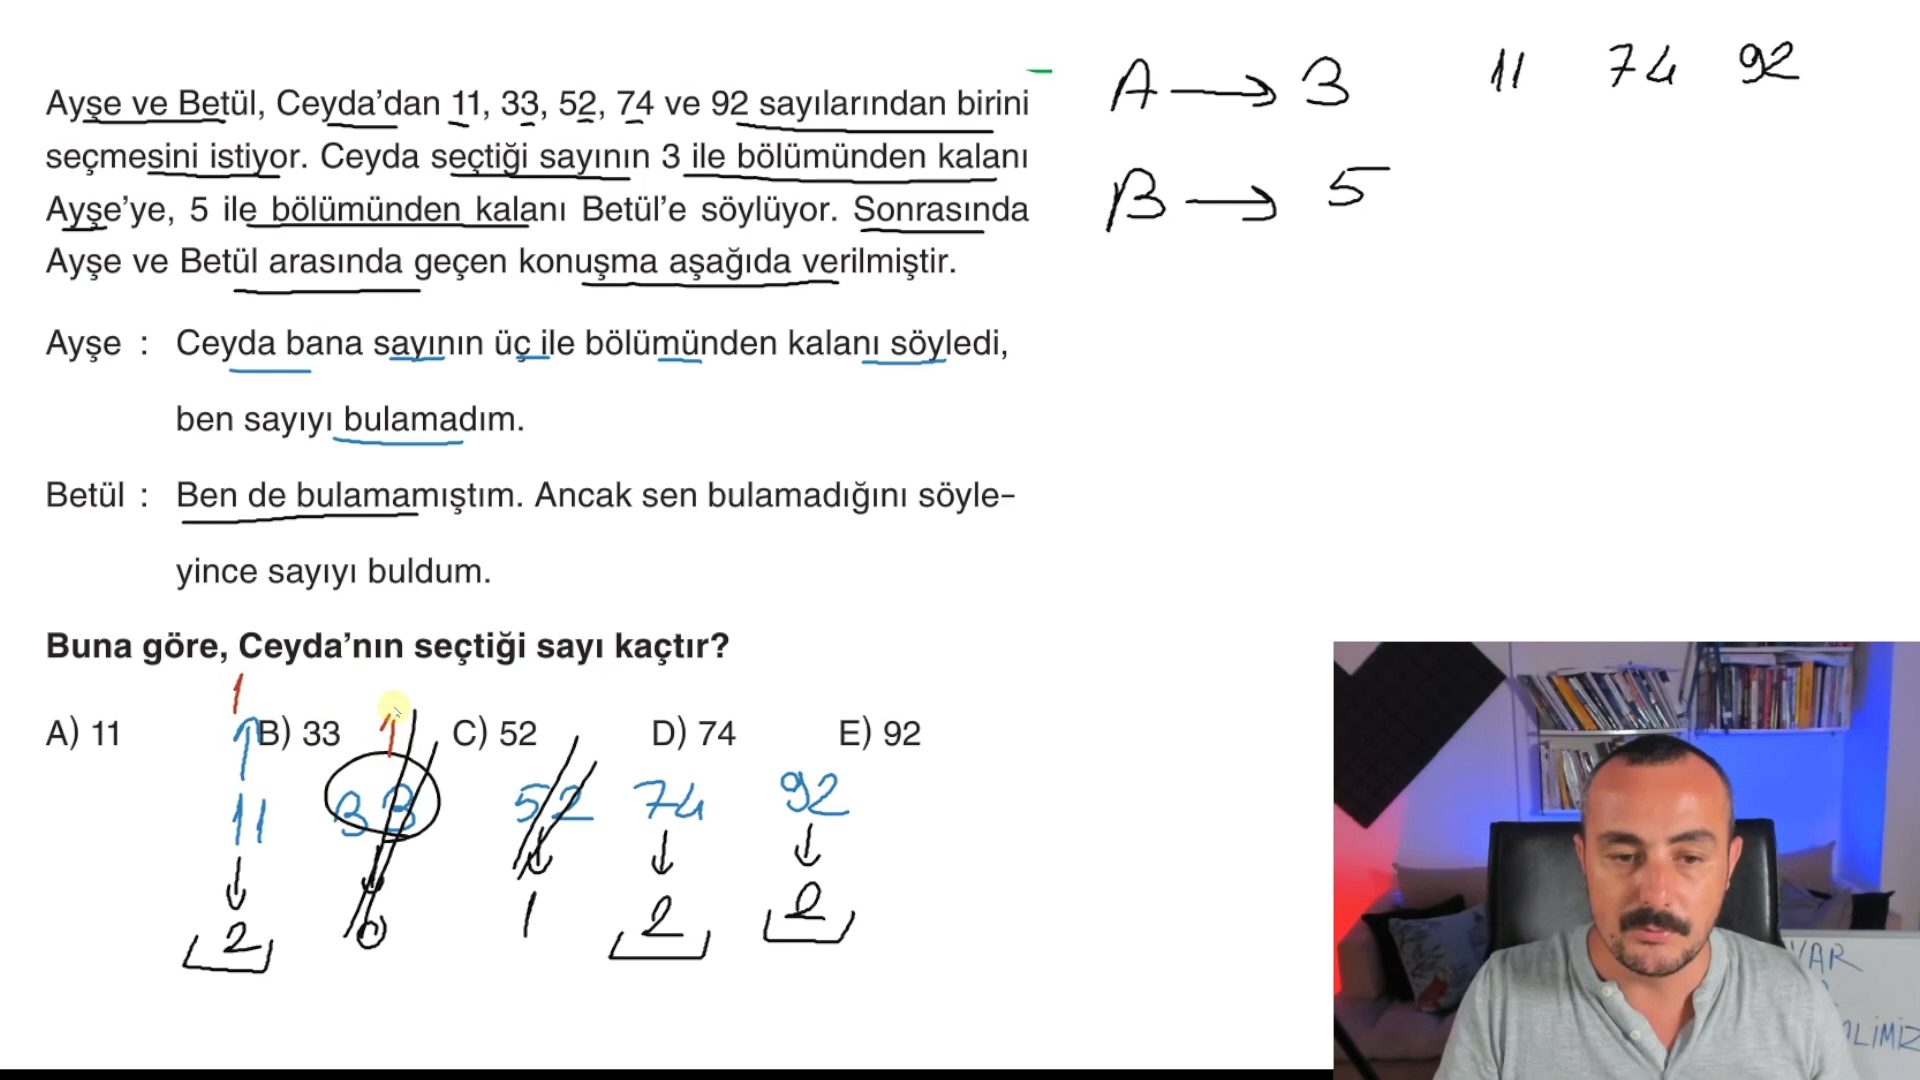 Ayşe ve Betül, Ceyda'dan 11, 33, 52, 74 ve 92 sayılarından birini
seçmesini istiyor. Ceyda seçtiği sayının 3 ile bölümünden kalanı
Ayşe'ye, 5 ile bölümünden kalanı Betül'e söylüyor. Sonrasında
Ayşe ve Betül arasında geçen konuşma aşağıda verilmiştir.
Ayşe : Ceyda bana sayının üç ile bölümünden kalanı söyledi,
ben sayıyı bulamadım.
Betül : Ben de bulamamıştım. Ancak sen bulamadığını söyle-
yince sayıyı buldum.
Buna göre, Ceyda'nın seçtiği sayı kaçtır?
A) 11 B) 33 C) 52 D) 74 E) 92
1 1
11 33 52 74 92
2 0 1 2 2
A → 3
B → 5
11 74 92